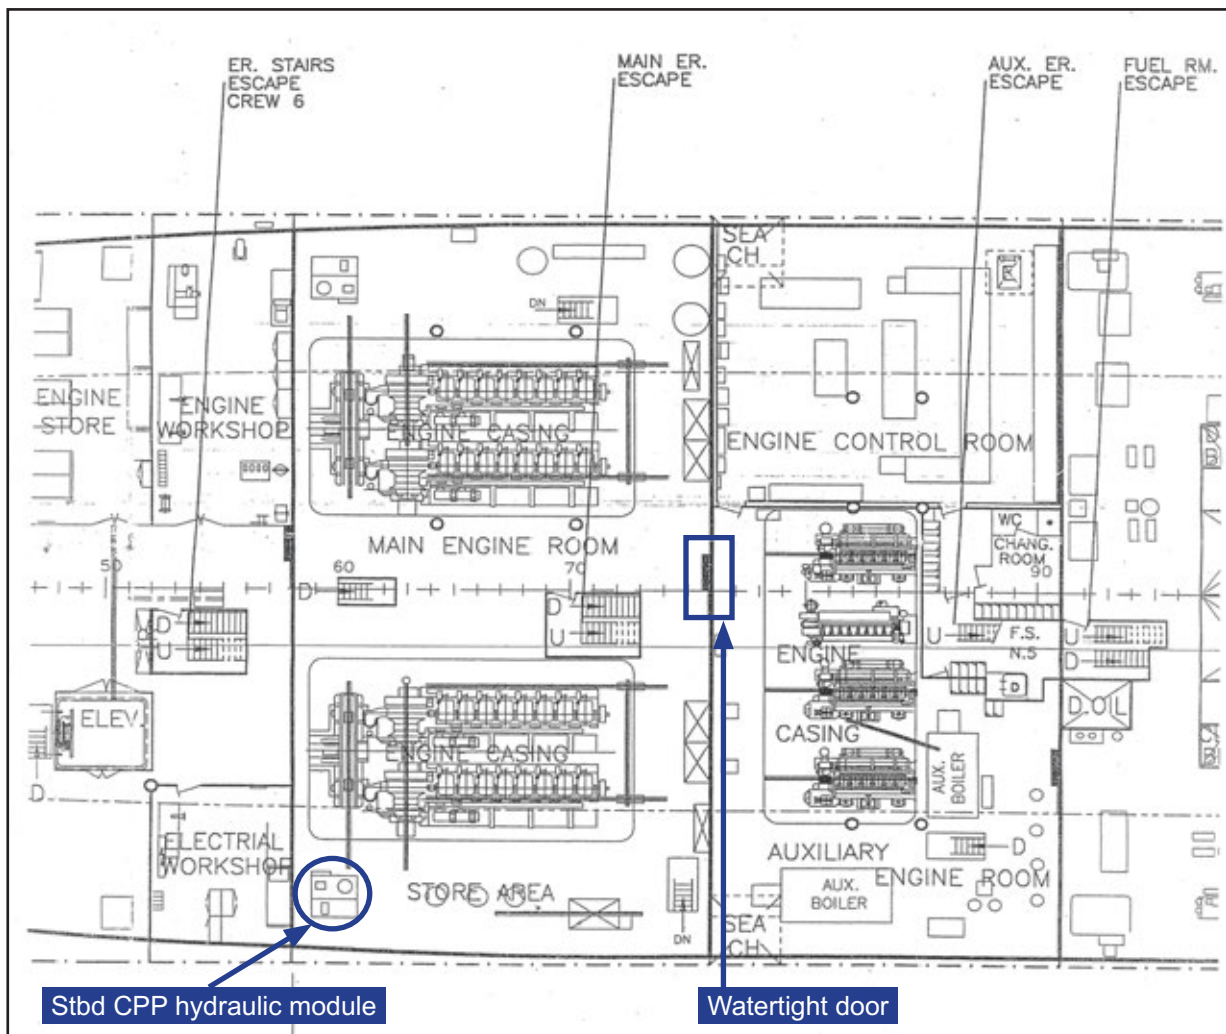 ER. STAIRS
ESCAPE
CREW 6
MAIN ER.
ESCAPE
AUX. ER.
ESCAPE
FUEL RM.
ESCAPE
SEA
CH
DN
ENGINE
STORE
ENGINE
WORKSHOP
ENGINE CASING
ENGINE CONTROL ROOM
MAIN ENGINE ROOM
WC
CHANG.
ROOM
50
60
70
90
D
D
U
D
U
U
F.S.
N.5
U
D
D
ENGINE
CASING
ELEV.
ENGINE CASING
D.OIL
AUX.
BOILER
D
ELECTRIAL
WORKSHOP
STORE AREA
AUXILIARY
ENGINE ROOM
D
AUX.
BOILER
SEA
CH
DN
Stbd CPP hydraulic module
Watertight door